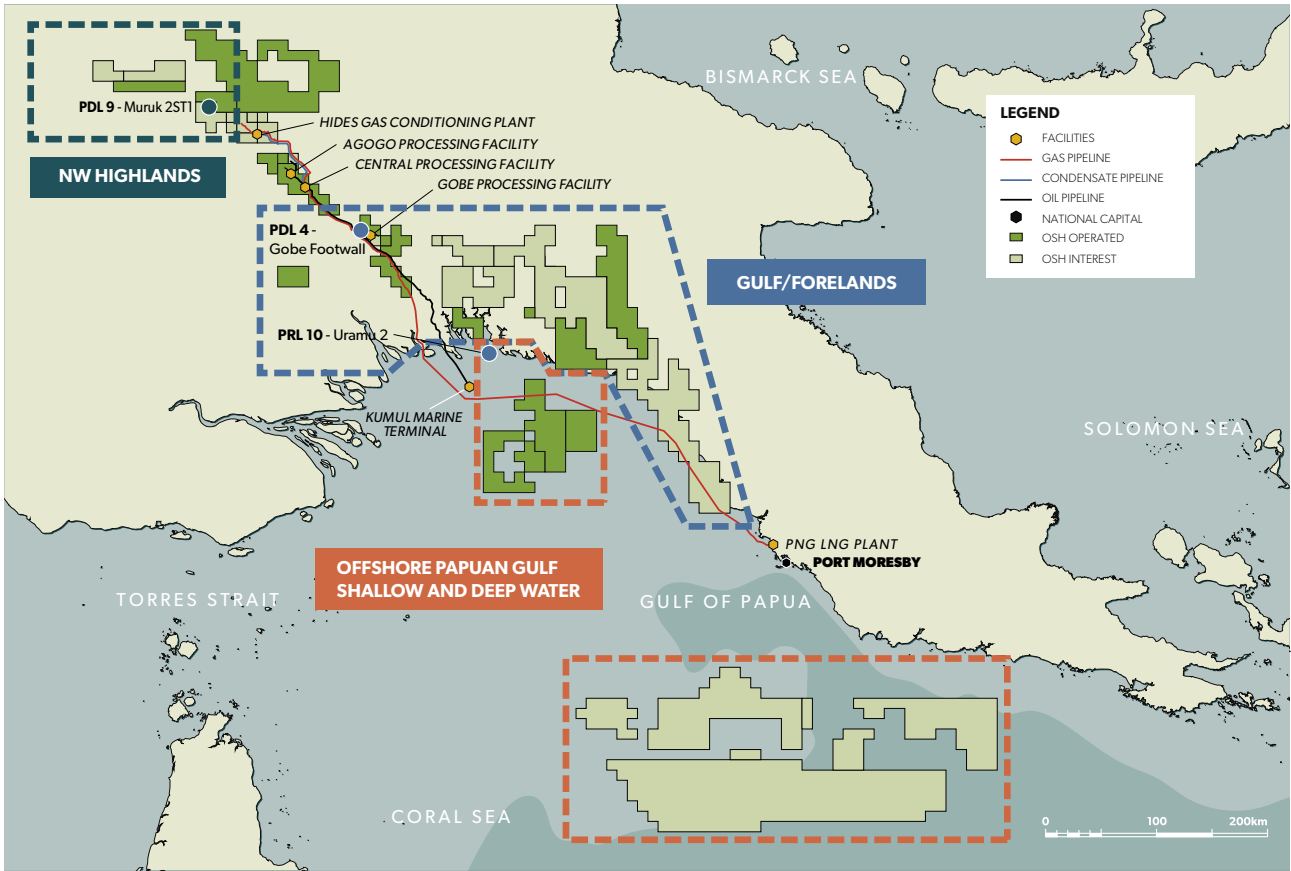 BISMARCK SEA
PDL 9 - Muruk 2ST1
HIDES GAS CONDITIONING PLANT
AGOGO PROCESSING FACILITY
CENTRAL PROCESSING FACILITY
GOBE PROCESSING FACILITY
NW HIGHLANDS
LEGEND
FACILITIES
GAS PIPELINE
CONDENSATE PIPELINE
OIL PIPELINE
NATIONAL CAPITAL
OSH OPERATED
OSH INTEREST
PDL 4 -
Gobe Footwall
GULF/FORELANDS
PRL 10 - Uramu 2
KUMUL MARINE
TERMINAL
SOLOMON SEA
PNG LNG PLANT
PORT MORESBY
OFFSHORE PAPUAN GULF
SHALLOW AND DEEP WATER
TORRES STRAIT
GULF OF PAPUA
CORAL SEA
0 100 200km